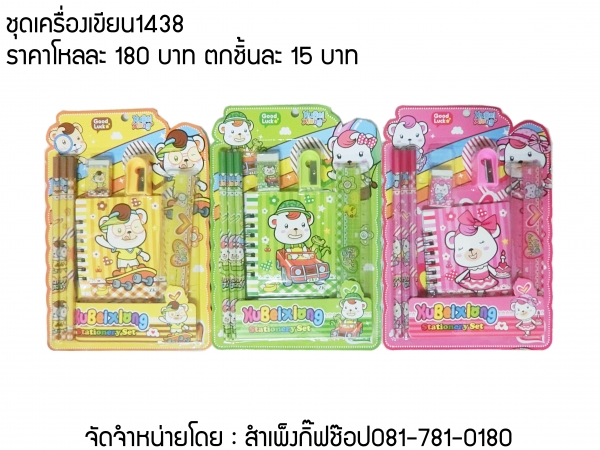 ชุดเครื่องเขียน1438
ราคาโหลละ 180 บาท ตกชิ้นละ 15 บาท
Good Luck
Good Luck
Good Luck
XuBeiXiong
Stationery Set
XuBeiXiong
Stationery Set
XuBeiXiong
Stationery Set
จัดจำหน่ายโดย : สำเพ็งกิ๊ฟช๊อป081-781-0180